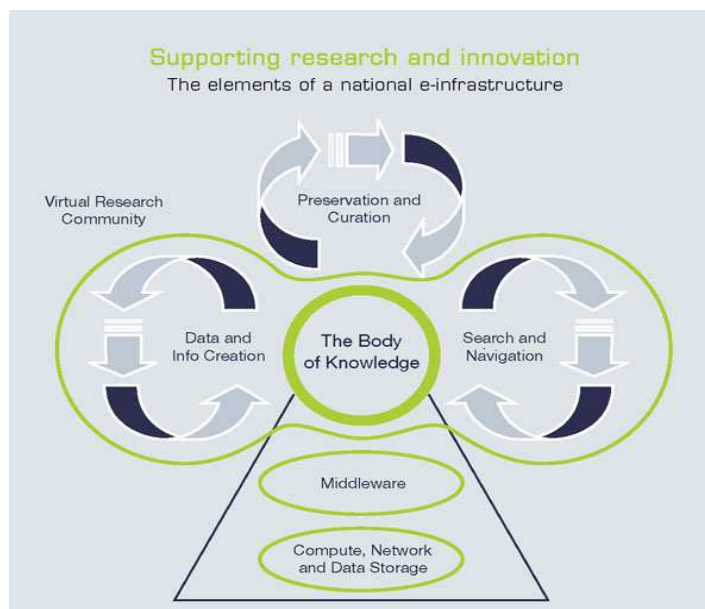 Supporting research and innovation
The elements of a national e-infrastructure
Preservation and
Curation
Virtual Research
Community
Data and
Info Creation
The Body
of Knowledge
Search and
Navigation
Middleware
Compute, Network
and Data Storage